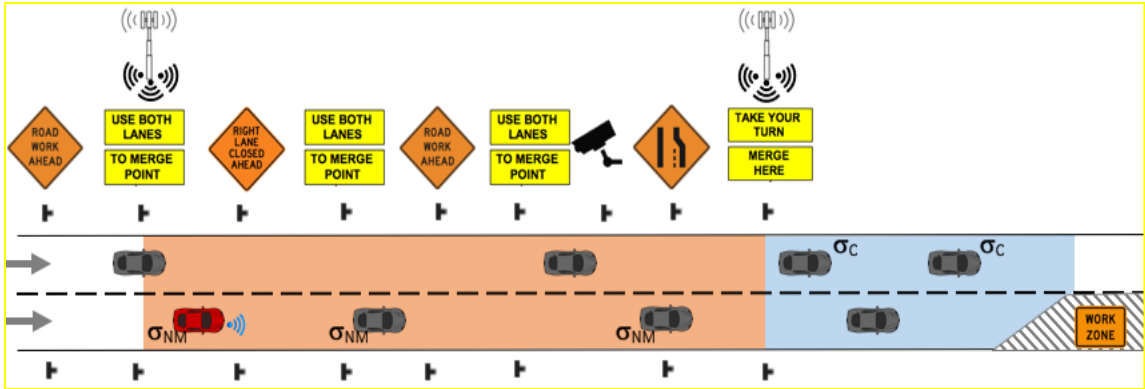 ROAD
WORK
AHEAD
USE BOTH
LANES
TO MERGE
POINT
RIGHT
LANE
CLOSED
AHEAD
USE BOTH
LANES
TO MERGE
POINT
ROAD
WORK
AHEAD
USE BOTH
LANES
TO MERGE
POINT
TAKE YOUR
TURN
MERGE
HERE
σC
σC
σNM
σNM
σNM
WORK
ZONE